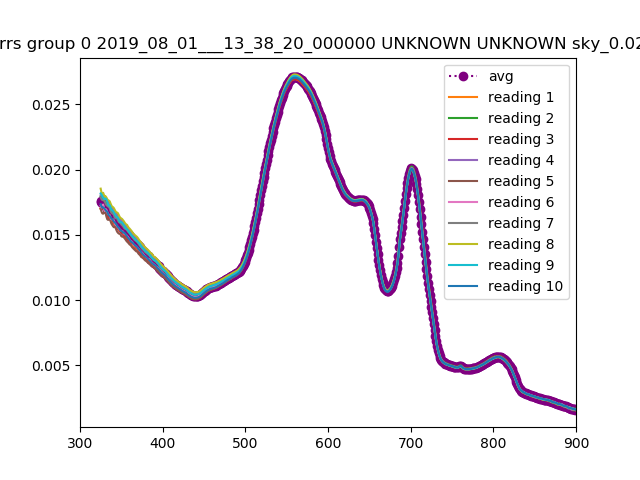 rrs group 0 2019_08_01___13_38_20_000000 UNKNOWN UNKNOWN sky_0.02
avg
reading 1
reading 2
reading 3
reading 4
reading 5
reading 6
reading 7
reading 8
reading 9
reading 10
0.025
0.020
0.015
0.010
0.005
300 400 500 600 700 800 900